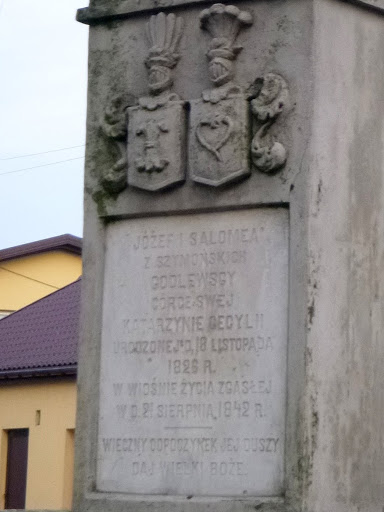 JÓZEF I SALOMEA
Z SZYMOŃSKICH
GODLEWSCY
CÓRCE SWEJ
KATARZYNIE CECYLII
URODZONEJ D. 18 LISTOPADA
1826 R.
W WIOŚNIE ŻYCIA ZGASŁEJ
W D. 21 SIERPNIA, 1842 R.
WIECZNY ODPOCZYNEK JEJ DUSZY
DAJ WIELKI BOŻE.